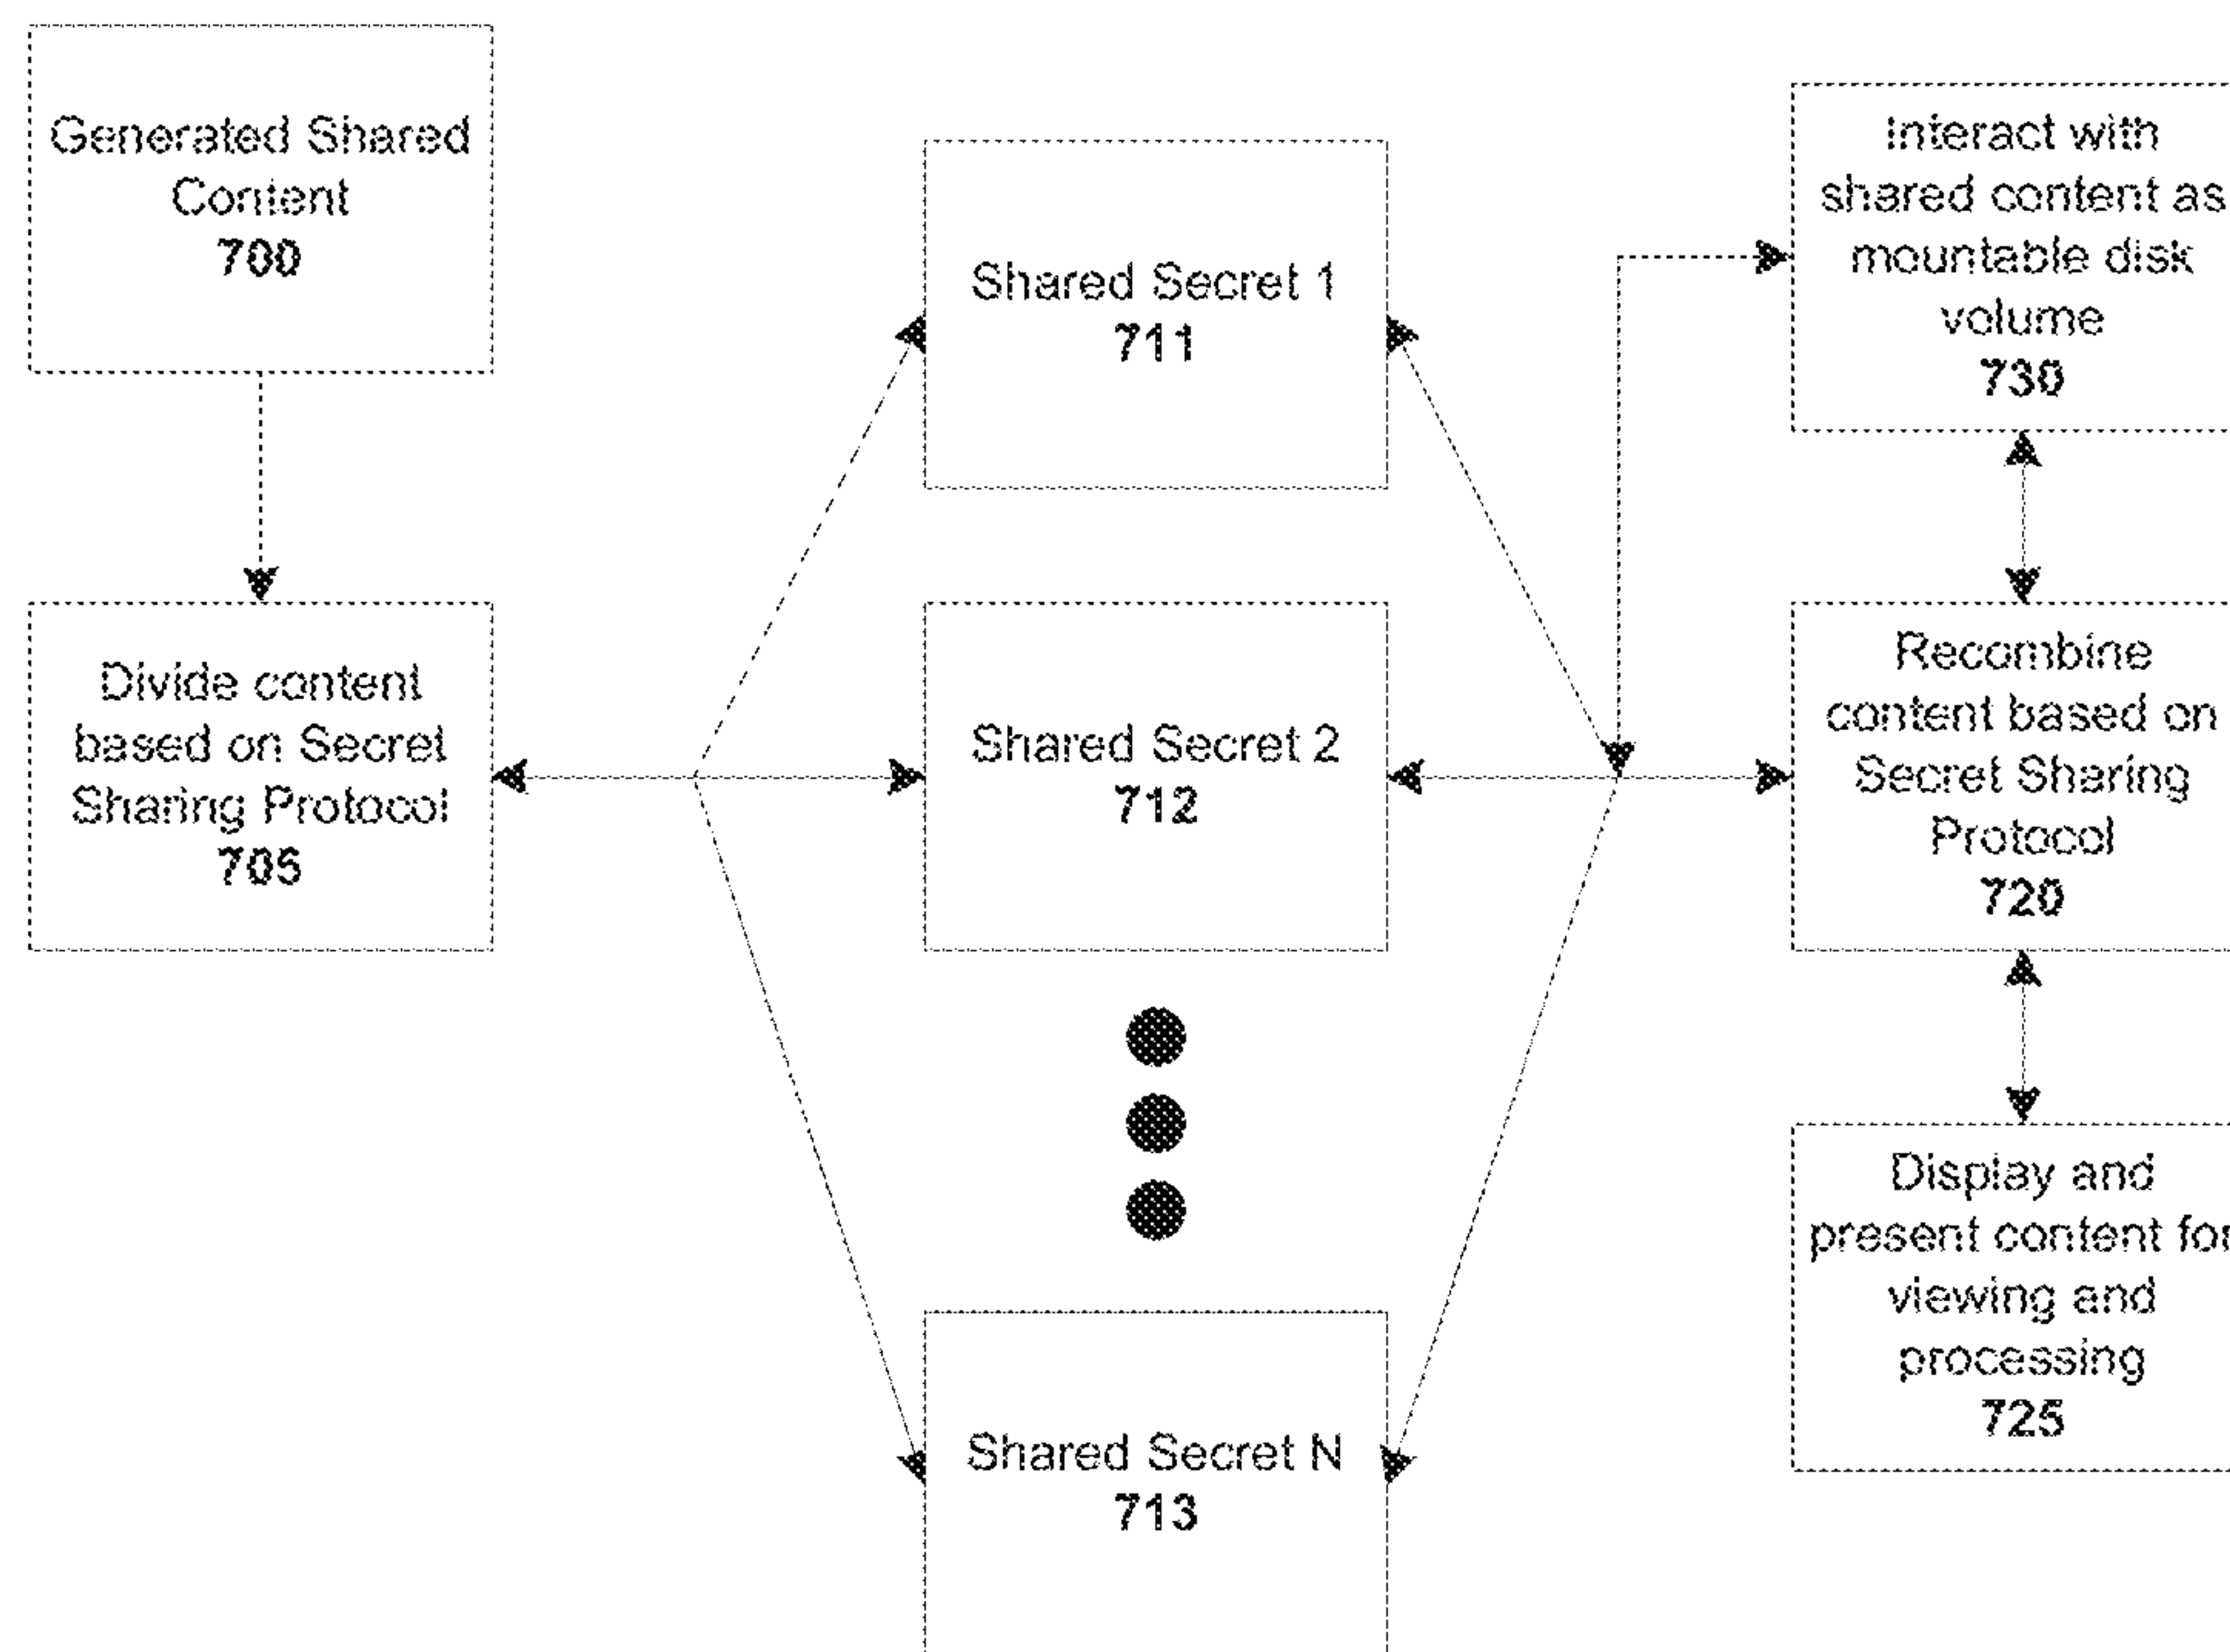 Generated Shared
Content
700
Divide content
based on Secret
Sharing Protocol
705
Shared Secret 1
711
Shared Secret 2
712
Shared Secret N
713
Interact with
shared content as
mountable disk
volume
730
Recombine
content based on
Secret Sharing
Protocol
720
Display and
present content for
viewing and
processing
725